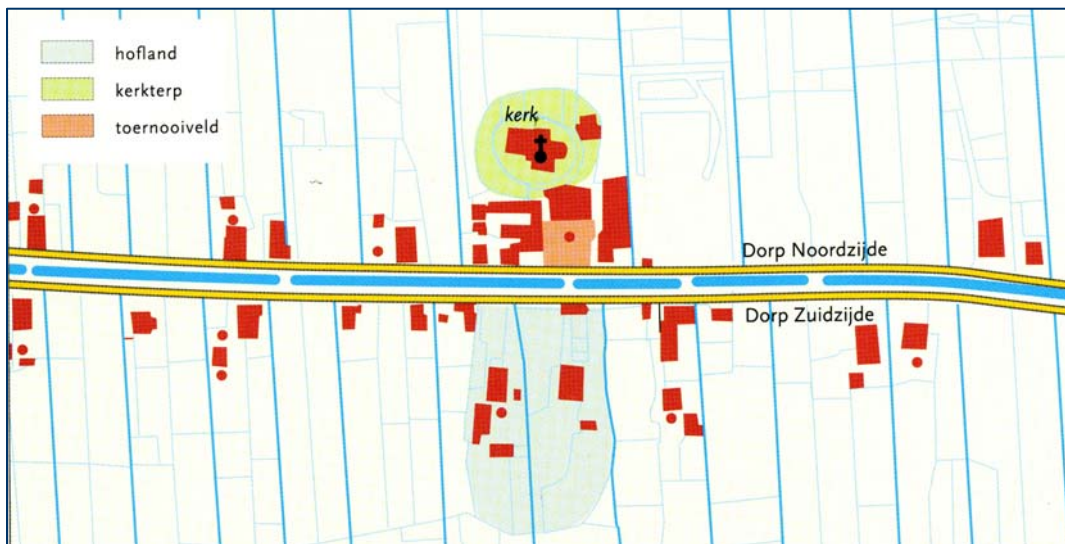 hofland
kerkterp
toernooiveld
kerk
Dorp Noordzijde
Dorp Zuidzijde